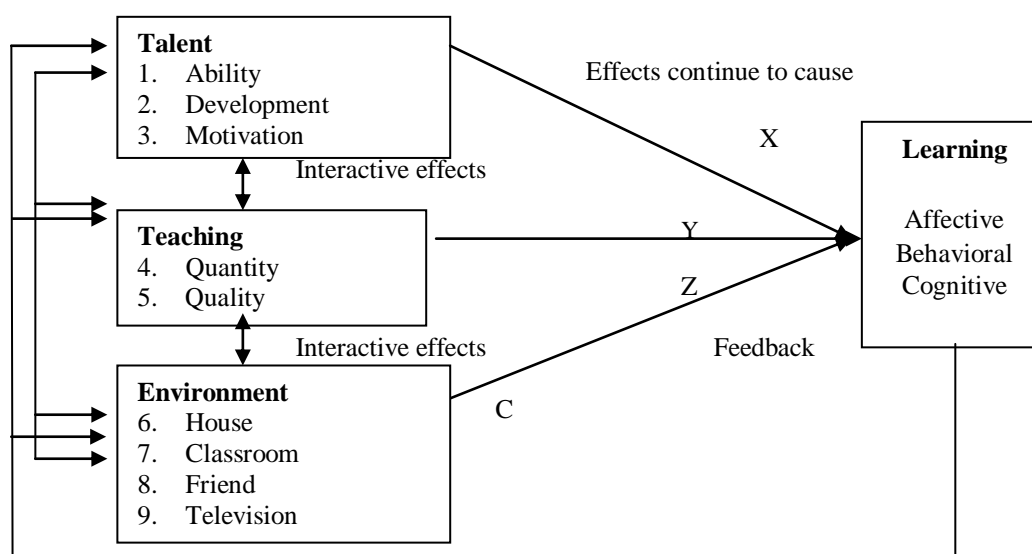 Talent
1. Ability
2. Development
3. Motivation
Effects continue to cause
X
Interactive effects
Learning
Affective
Behavioral
Cognitive
Teaching
4. Quantity
5. Quality
Y
Z
Interactive effects
Feedback
Environment
6. House
7. Classroom
8. Friend
9. Television
C